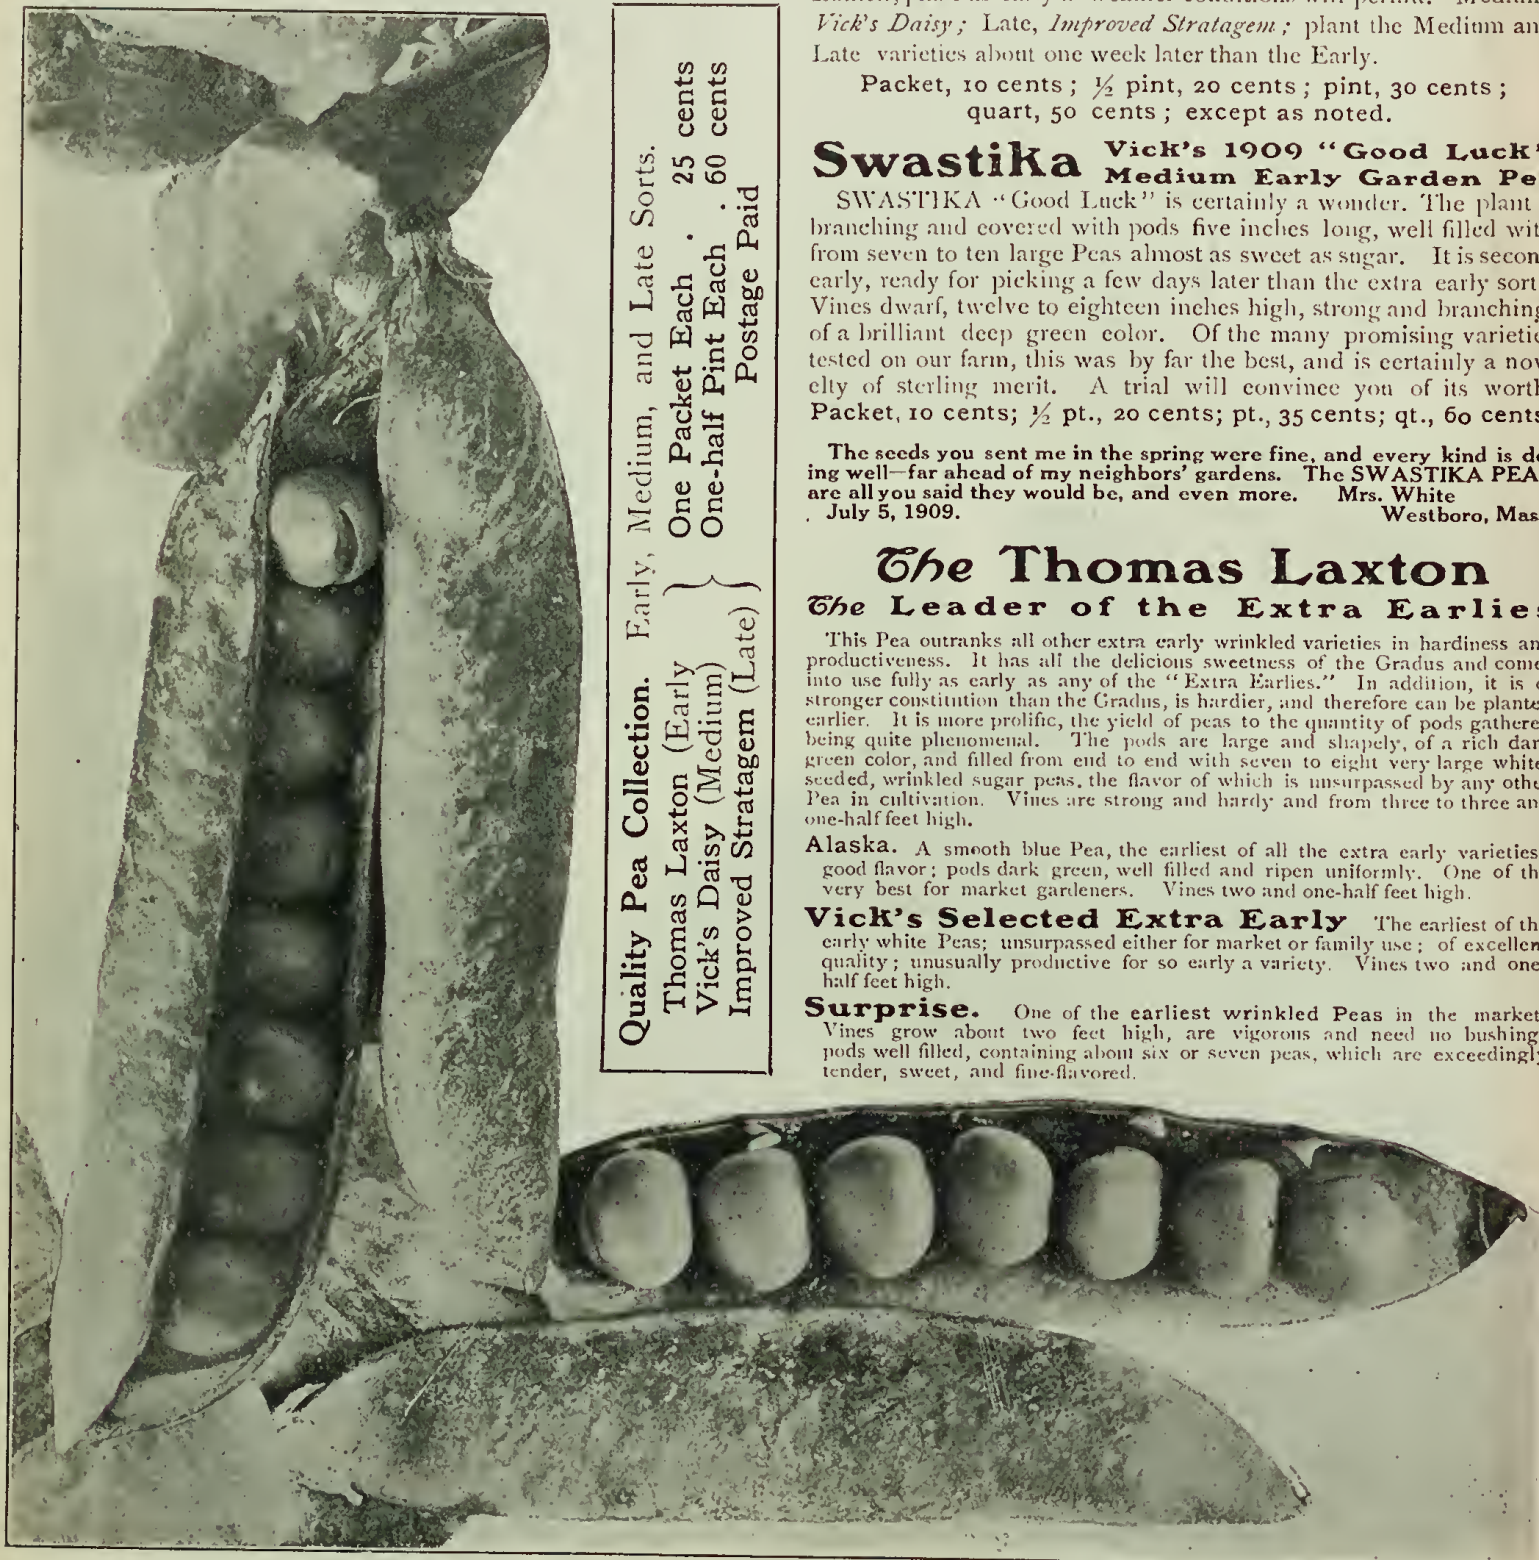 Vick's Daisy; Late, Improved Stratagem; plant the Medium an
Late varieties about one week later than the Early.
Packet, 10 cents; ½ pint, 20 cents; pint, 30 cents;
quart, 50 cents; except as noted.
Swastika Vick's 1909 "Good Luck"
Medium Early Garden Pe
SWASTIKA "Good Luck" is certainly a wonder. The plant
branching and covered with pods five inches long, well filled wit
from seven to ten large Peas almost as sweet as sugar. It is secon
early, ready for picking a few days later than the extra early sort
Vines dwarf, twelve to eighteen inches high, strong and branching
of a brilliant deep green color. Of the many promising varietie
tested on our farm, this was by far the best, and is certainly a nov
elty of sterling merit. A trial will convince you of its worth
Packet, 10 cents; ½ pt., 20 cents; pt., 35 cents; qt., 60 cents
The seeds you sent me in the spring were fine, and every kind is do
ing well—far ahead of my neighbors' gardens. The SWASTIKA PEA
are all you said they would be, and even more. Mrs. White
July 5, 1909. Westboro, Mas
The Thomas Laxton
The Leader of the Extra Earlies
This Pea outranks all other extra early wrinkled varieties in hardiness an
productiveness. It has all the delicious sweetness of the Gradus and come
into use fully as early as any of the "Extra Earlies." In addition, it is o
stronger constitution than the Gradus, is hardier, and therefore can be plante
earlier. It is more prolific, the yield of peas to the quantity of pods gathere
being quite phenomenal. The pods are large and shapely, of a rich dar
green color, and filled from end to end with seven to eight very large white
seeded, wrinkled sugar peas, the flavor of which is unsurpassed by any othe
Pea in cultivation. Vines are strong and hardy and from three to three an
one-half feet high.
Alaska. A smooth blue Pea, the earliest of all the extra early varieties
good flavor; pods dark green, well filled and ripen uniformly. One of th
very best for market gardeners. Vines two and one-half feet high.
Vick's Selected Extra Early The earliest of th
early white Peas; unsurpassed either for market or family use; of excellen
quality; unusually productive for so early a variety. Vines two and one
half feet high.
Surprise. One of the earliest wrinkled Peas in the market
Vines grow about two feet high, are vigorous and need no bushing
pods well filled, containing about six or seven peas, which are exceedingly
tender, sweet, and fine-flavored.
Quality Pea Collection. Early, Medium, and Late Sorts.
Thomas Laxton (Early } One Packet Each . 25 cents
Vick's Daisy (Medium) } One-half Pint Each . 60 cents
Improved Stratagem (Late) } Postage Paid